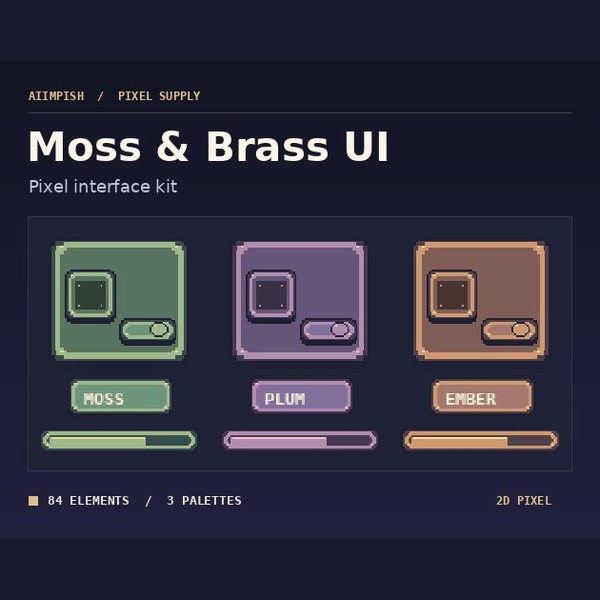 AIIMPISH / PIXEL SUPPLY
Moss & Brass UI
Pixel interface kit
MOSS PLUM EMBER
84 ELEMENTS / 3 PALETTES 2D PIXEL